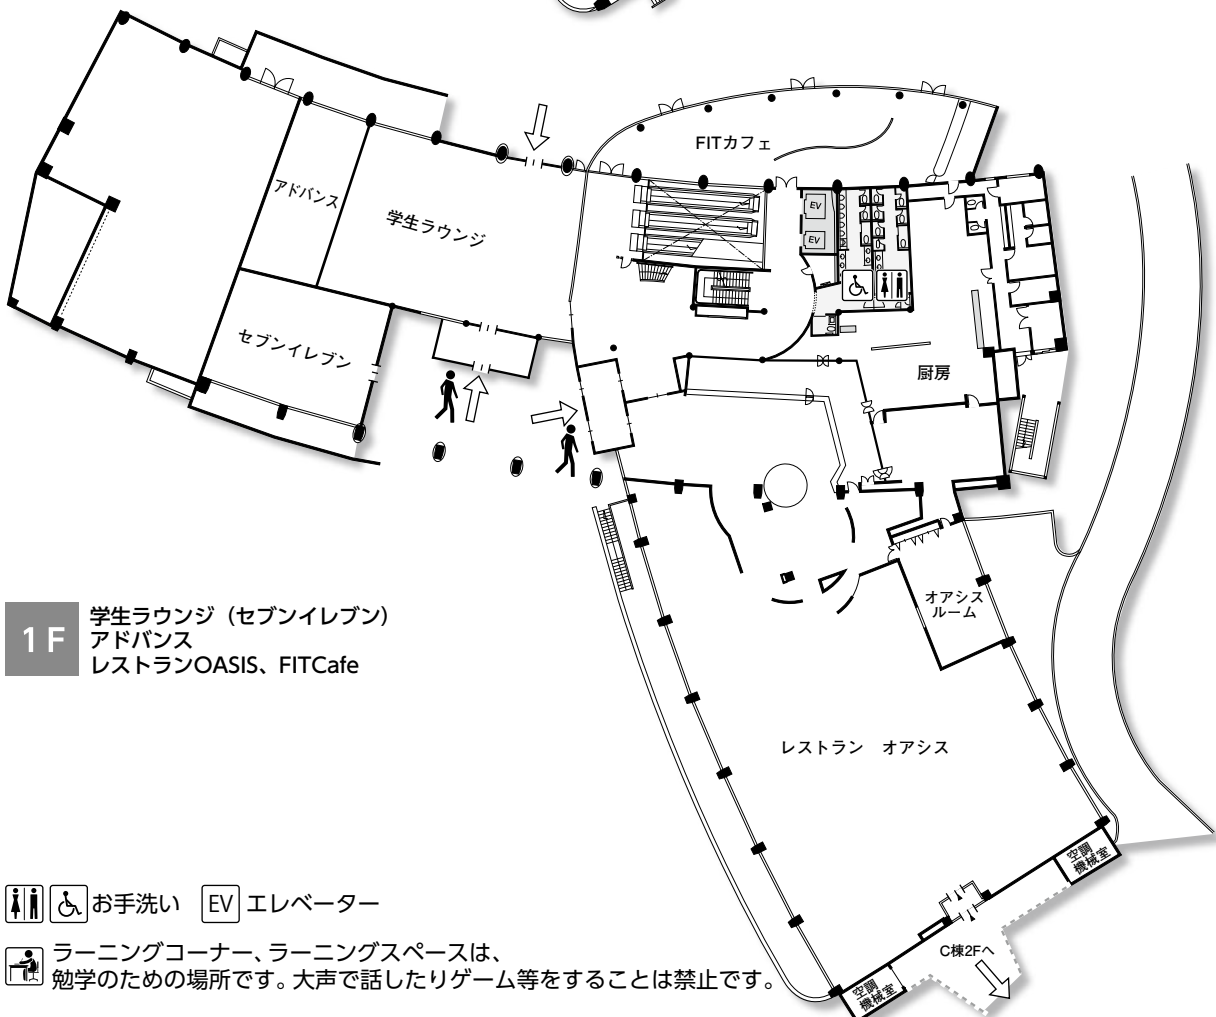 FITカフェ
アドバンス
学生ラウンジ
EV
EV
セブンイレブン
厨房
オアシス
ルーム
1F
学生ラウンジ（セブンイレブン）
アドバンス
レストランOASIS、FITCafe
レストラン　オアシス
空調
機械室
お手洗い
EV エレベーター
C棟2Fへ
ラーニングコーナー、ラーニングスペースは、
勉学のための場所です。大声で話したりゲーム等をすることは禁止です。
空調
機械室